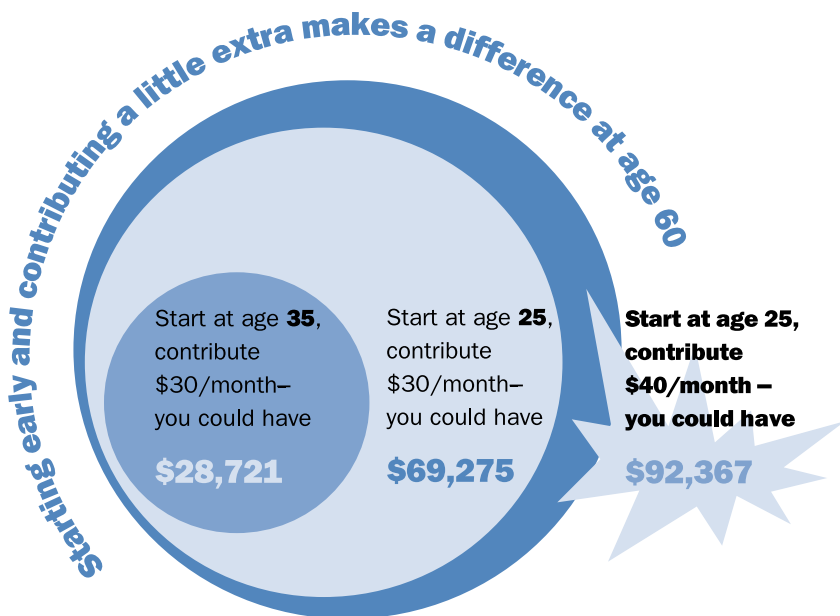 Starting early and contributing a little extra makes a difference at age 60
Start at age 35,
contribute
$30/month–
you could have
$28,721
Start at age 25,
contribute
$30/month–
you could have
$69,275
Start at age 25,
contribute
$40/month –
you could have
$92,367